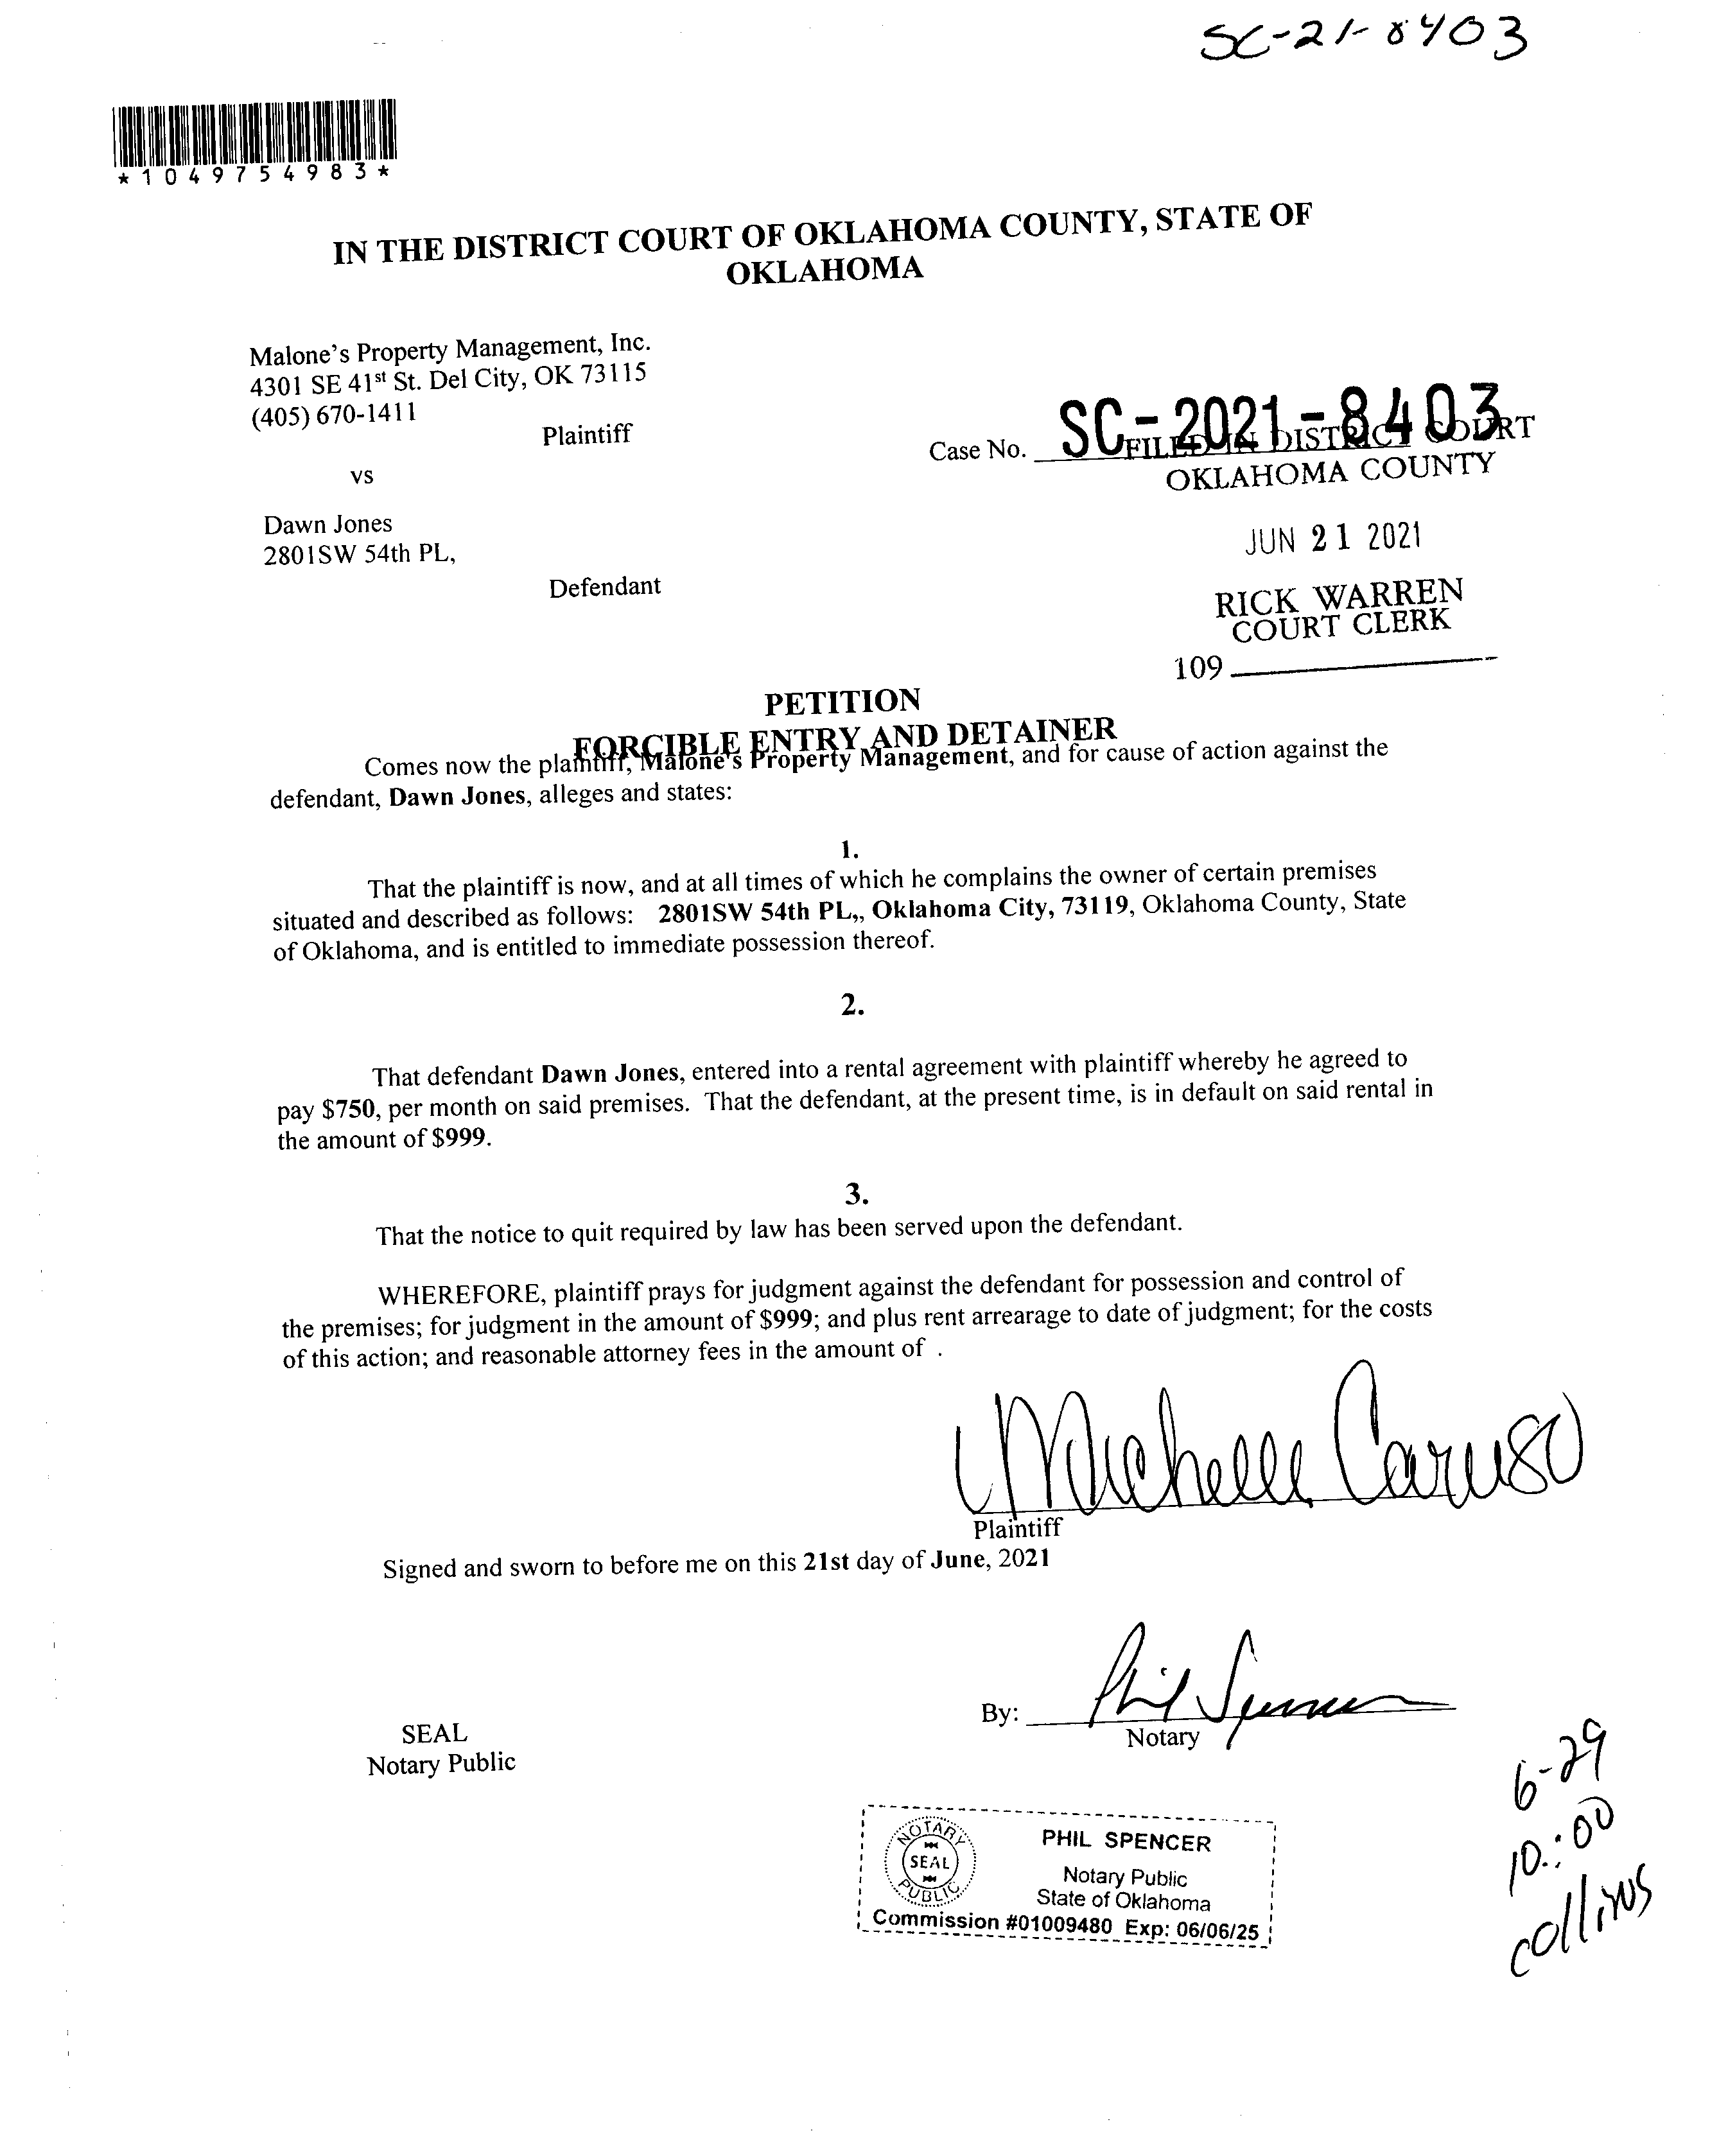 SC-21-8403
*1049754983*
IN THE DISTRICT COURT OF OKLAHOMA COUNTY, STATE OF
OKLAHOMA
Malone's Property Management, Inc.
4301 SE 41st St. Del City, OK 73115
(405) 670-1411
Plaintiff
vs
Dawn Jones
2801SW 54th PL,
Defendant
Case No. SC-2021-8403
FILED IN DISTRICT COURT
OKLAHOMA COUNTY
JUN 21 2021
RICK WARREN
COURT CLERK
109
PETITION
FORCIBLE ENTRY AND DETAINER
Comes now the plaintiff, Malone's Property Management, and for cause of action against the
defendant, Dawn Jones, alleges and states:
1.
That the plaintiff is now, and at all times of which he complains the owner of certain premises
situated and described as follows: 2801SW 54th PL,, Oklahoma City, 73119, Oklahoma County, State
of Oklahoma, and is entitled to immediate possession thereof.
2.
That defendant Dawn Jones, entered into a rental agreement with plaintiff whereby he agreed to
pay $750, per month on said premises. That the defendant, at the present time, is in default on said rental in
the amount of $999.
3.
That the notice to quit required by law has been served upon the defendant.
WHEREFORE, plaintiff prays for judgment against the defendant for possession and control of
the premises; for judgment in the amount of $999; and plus rent arrearage to date of judgment; for the costs
of this action; and reasonable attorney fees in the amount of .
Michelle Caruso
Plaintiff
Signed and sworn to before me on this 21st day of June, 2021
By: Phil Spencer
Notary
SEAL
Notary Public
NOTARY
SEAL
PUBLIC
PHIL SPENCER
Notary Public
State of Oklahoma
Commission #01009480 Exp: 06/06/25
6-29
10:00
collins